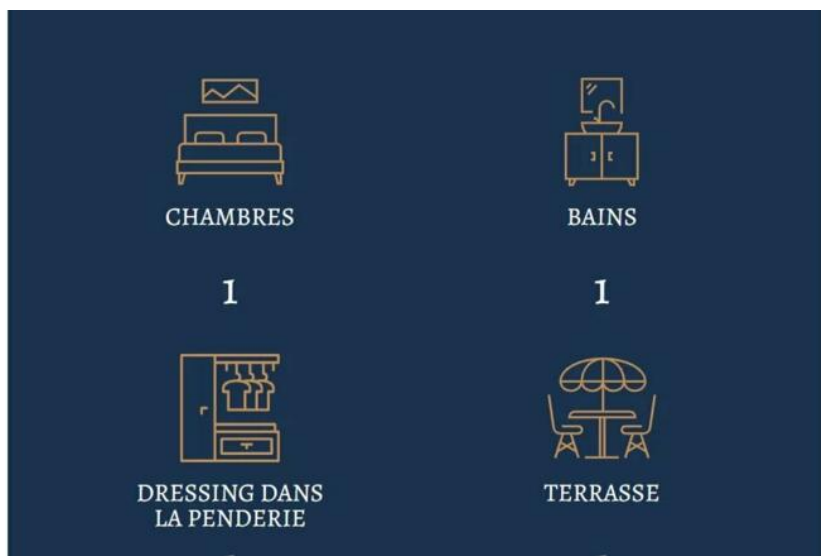 CHAMBRES
BAINS
1
1
DRESSING DANS
LA PENDERIE
TERRASSE